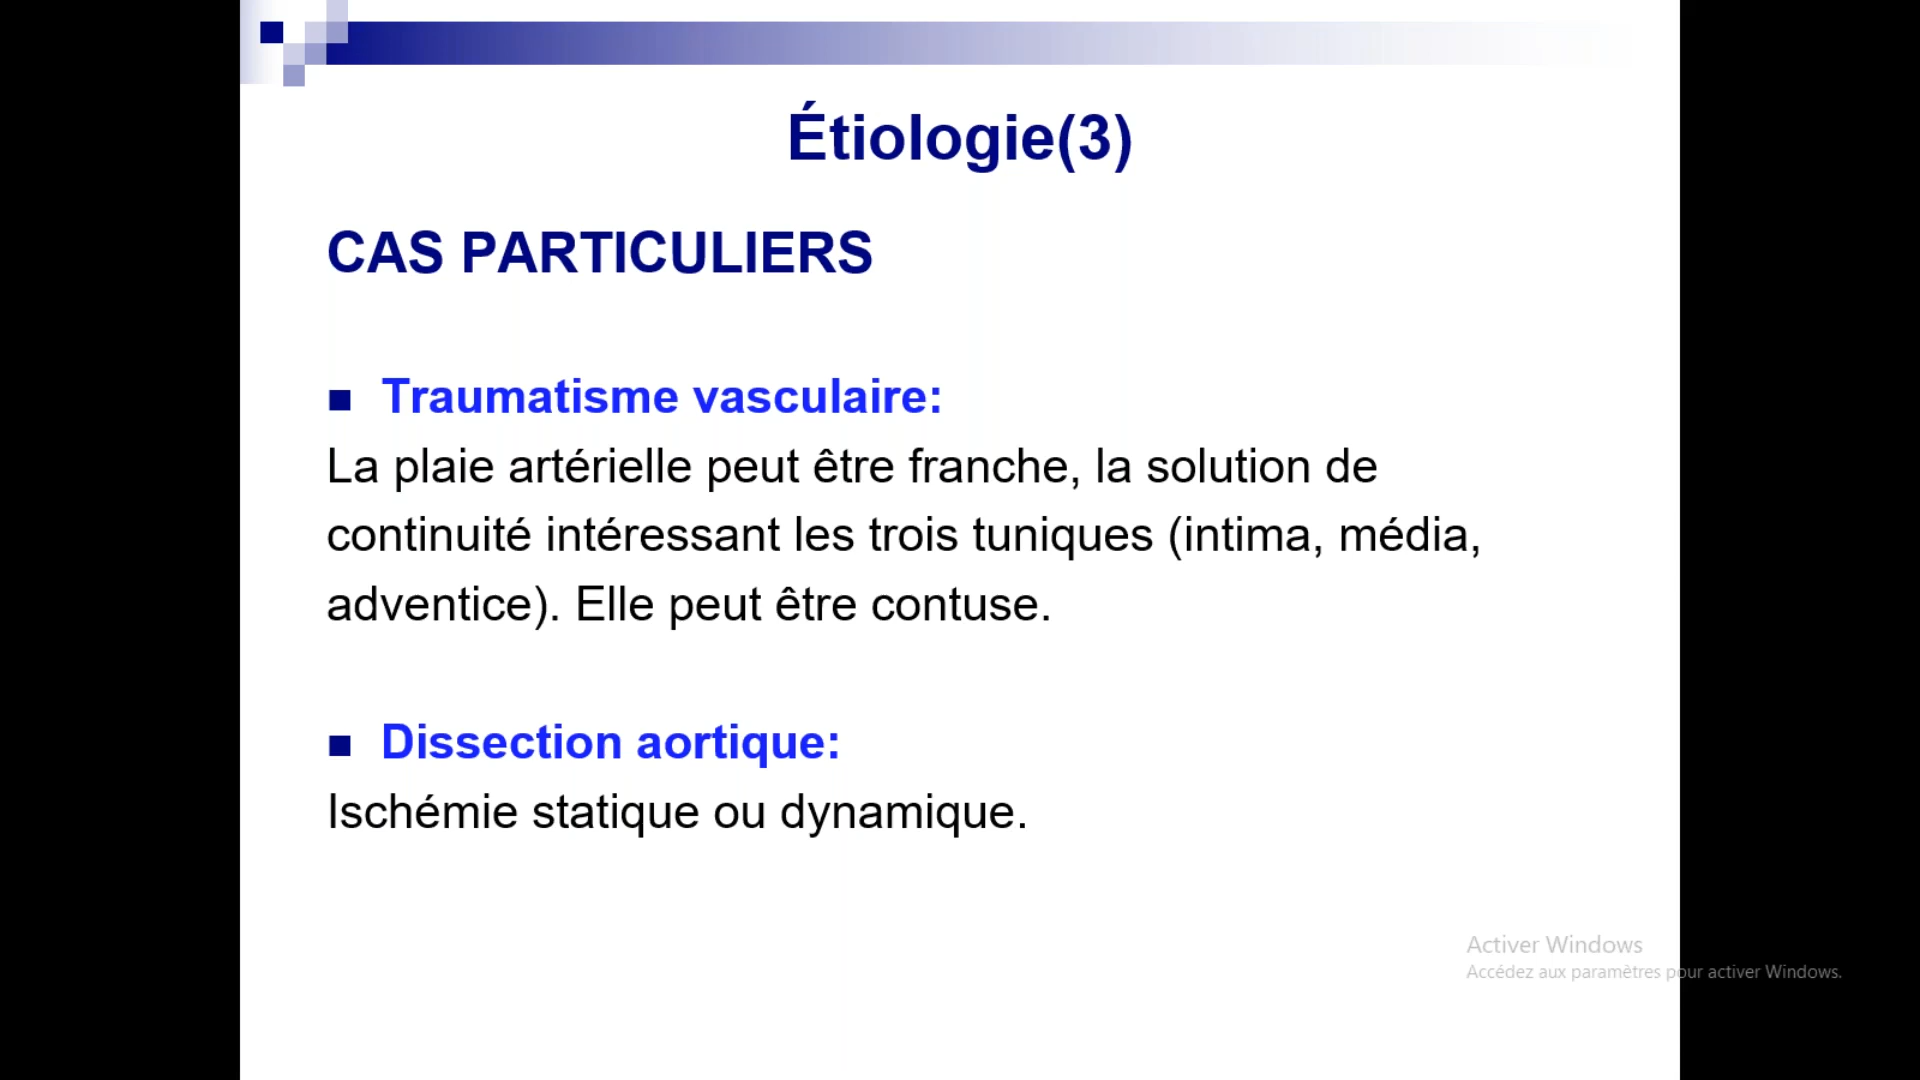 Étiologie(3)
CAS PARTICULIERS
Traumatisme vasculaire:
La plaie artérielle peut être franche, la solution de
continuité intéressant les trois tuniques (intima, média,
adventice). Elle peut être contuse.
Dissection aortique:
Ischémie statique ou dynamique.
Activer Windows
Accédez aux paramètres pour activer Windows.